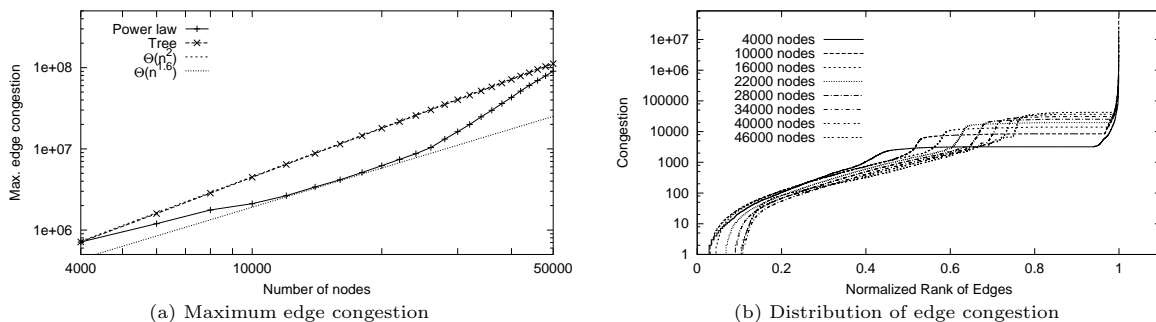 Max. edge congestion
1e+08
1e+07
1e+06
4000
10000
50000
Number of nodes
Power law
Tree
Θ(n^2)
Θ(n^1.6)
(a) Maximum edge congestion
Congestion
1e+07
1e+06
100000
10000
1000
100
10
1
0
0.2
0.4
0.6
0.8
1
Normalized Rank of Edges
4000 nodes
10000 nodes
16000 nodes
22000 nodes
28000 nodes
34000 nodes
40000 nodes
46000 nodes
(b) Distribution of edge congestion